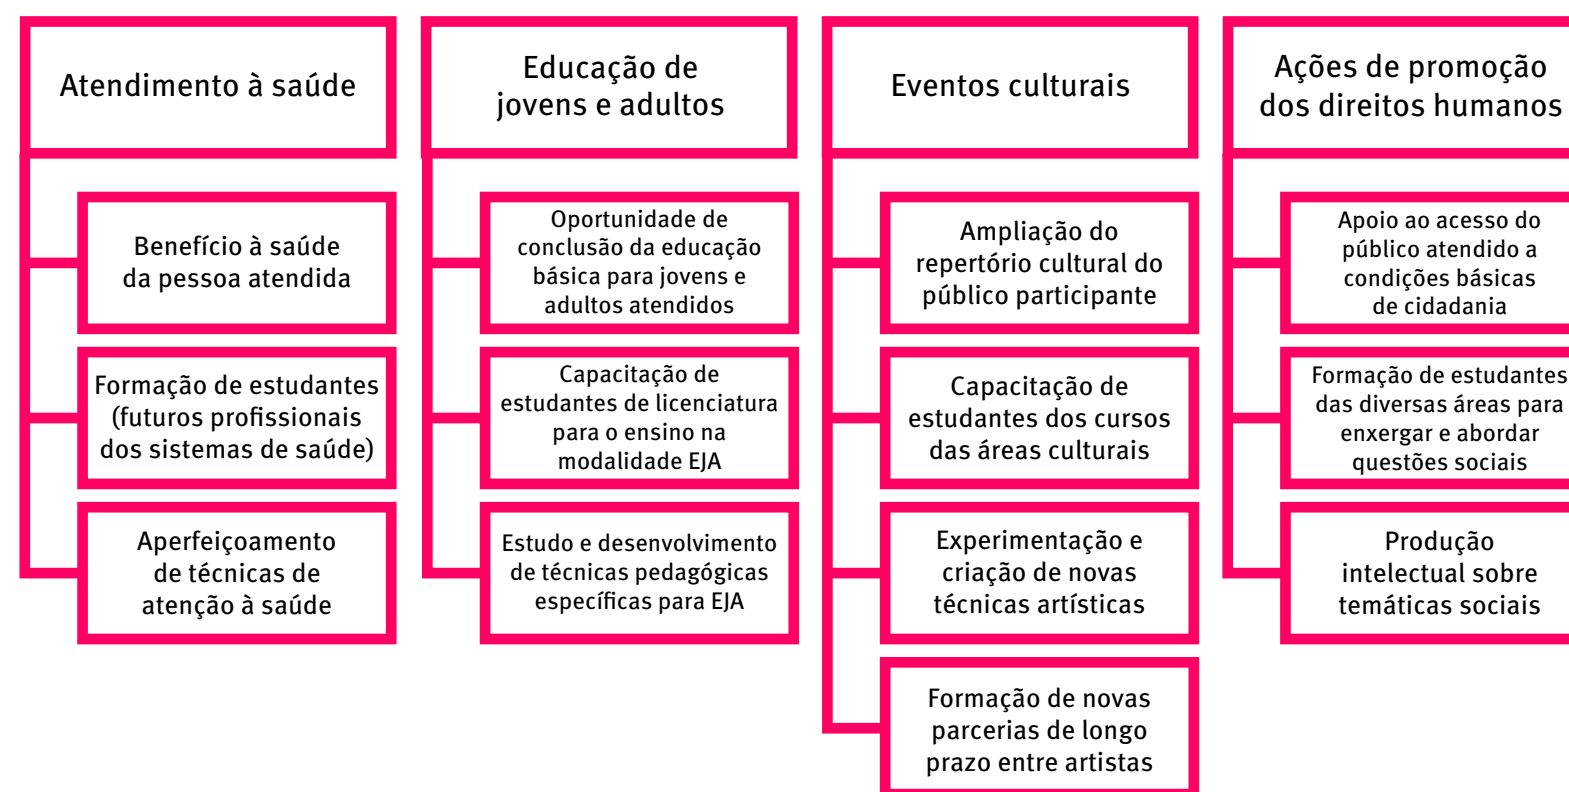 Atendimento à saúde
Benefício à saúde
da pessoa atendida
Formação de estudantes
(futuros profissionais
dos sistemas de saúde)
Aperfeiçoamento
de técnicas de
atenção à saúde
Educação de
jovens e adultos
Oportunidade de
conclusão da educação
básica para jovens e
adultos atendidos
Capacitação de
estudantes de licenciatura
para o ensino na
modalidade EJA
Estudo e desenvolvimento
de técnicas pedagógicas
específicas para EJA
Eventos culturais
Ampliação do
repertório cultural do
público participante
Capacitação de
estudantes dos cursos
das áreas culturais
Experimentação e
criação de novas
técnicas artísticas
Formação de novas
parcerias de longo
prazo entre artistas
Ações de promoção
dos direitos humanos
Apoio ao acesso do
público atendido a
condições básicas
de cidadania
Formação de estudantes
das diversas áreas para
enxergar e abordar
questões sociais
Produção
intelectual sobre
temáticas sociais